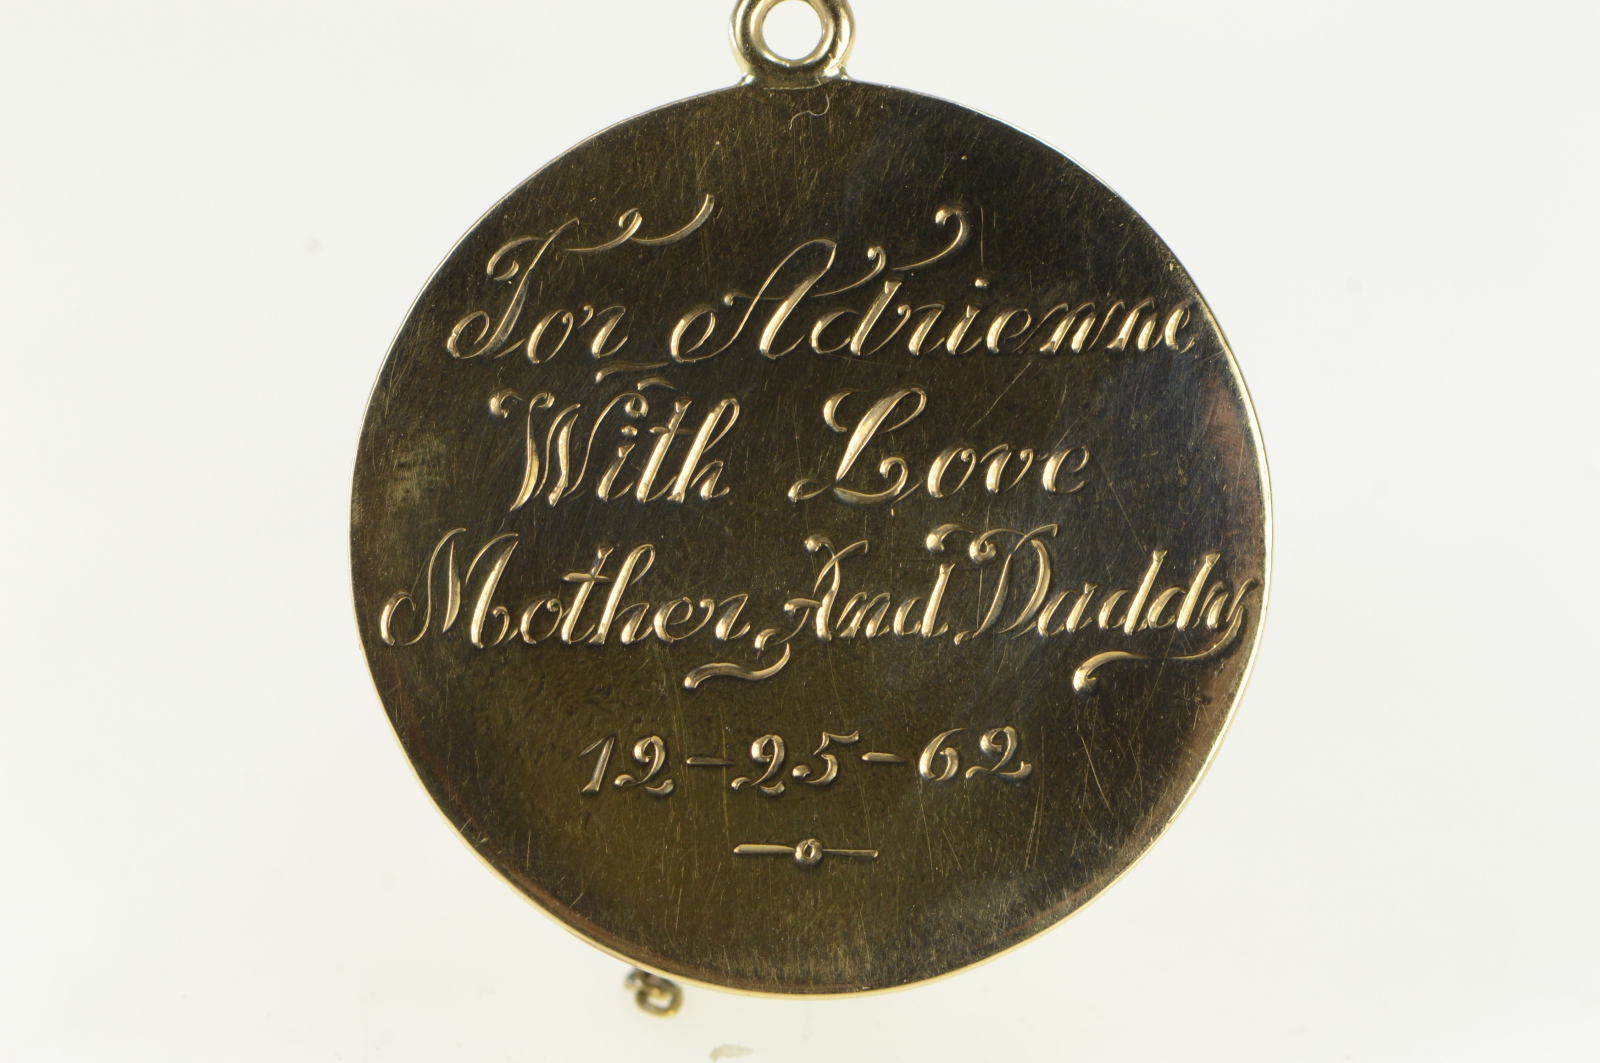 For Adrienne
With Love
Mother And Daddy
12-25-62